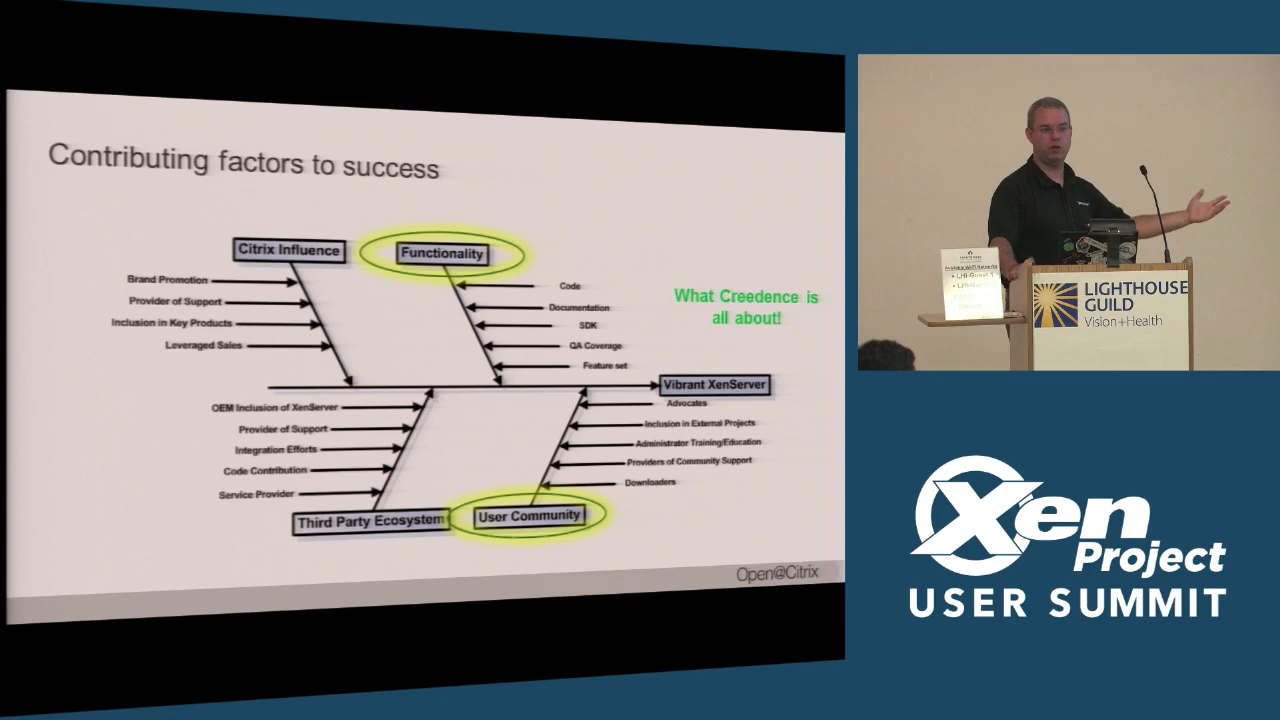 Contributing factors to success
Citrix Influence
Functionality
Brand Promotion
Provider of Support
Inclusion in Key Products
Leveraged Sales
Code
Documentation
SDK
QA Coverage
Feature set
What Creedence is
all about!
Vibrant XenServer
OEM Inclusion of XenServer
Provider of Support
Integration Efforts
Code Contribution
Service Provider
Advocates
Inclusion in External Projects
Administrator Training/Education
Providers of Community Support
Downloaders
Third Party Ecosystem
User Community
Open@Citrix
LIGHTHOUSE
GUILD
Vision+Health
Xen
Project
USER SUMMIT